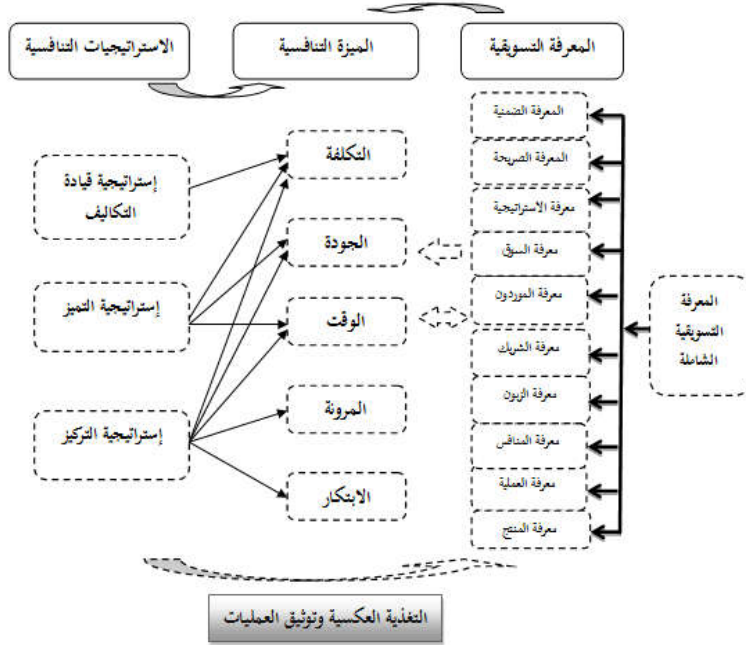 المعرفة التسويقية
الميزة التنافسية
الاستراتيجيات التنافسية
المعرفة الضمنية
المعرفة الصريحة
معرفة الاستراتيجية
معرفة السوق
معرفة الموردون
معرفة الشريك
معرفة الزبون
معرفة المنافس
معرفة العملية
معرفة المنتج
المعرفة
التسويقية
الشاملة
التكلفة
الجودة
الوقت
المرونة
الابتكار
إستراتيجية قيادة
التكاليف
إستراتيجية التميز
إستراتيجية التركيز
التغذية العكسية وتوثيق العمليات